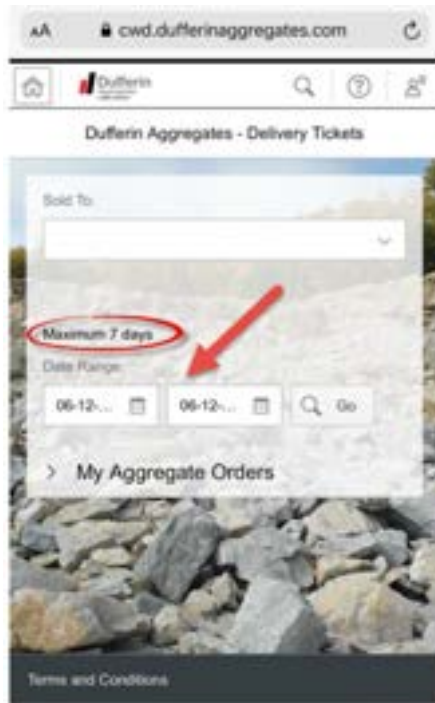 AA cwd.dufferinaggregates.com
Dufferin
Dufferin Aggregates - Delivery Tickets
Sold To:
Maximum 7 days
Date Range:
06-12-... 06-12-... Go
> My Aggregate Orders
Terms and Conditions